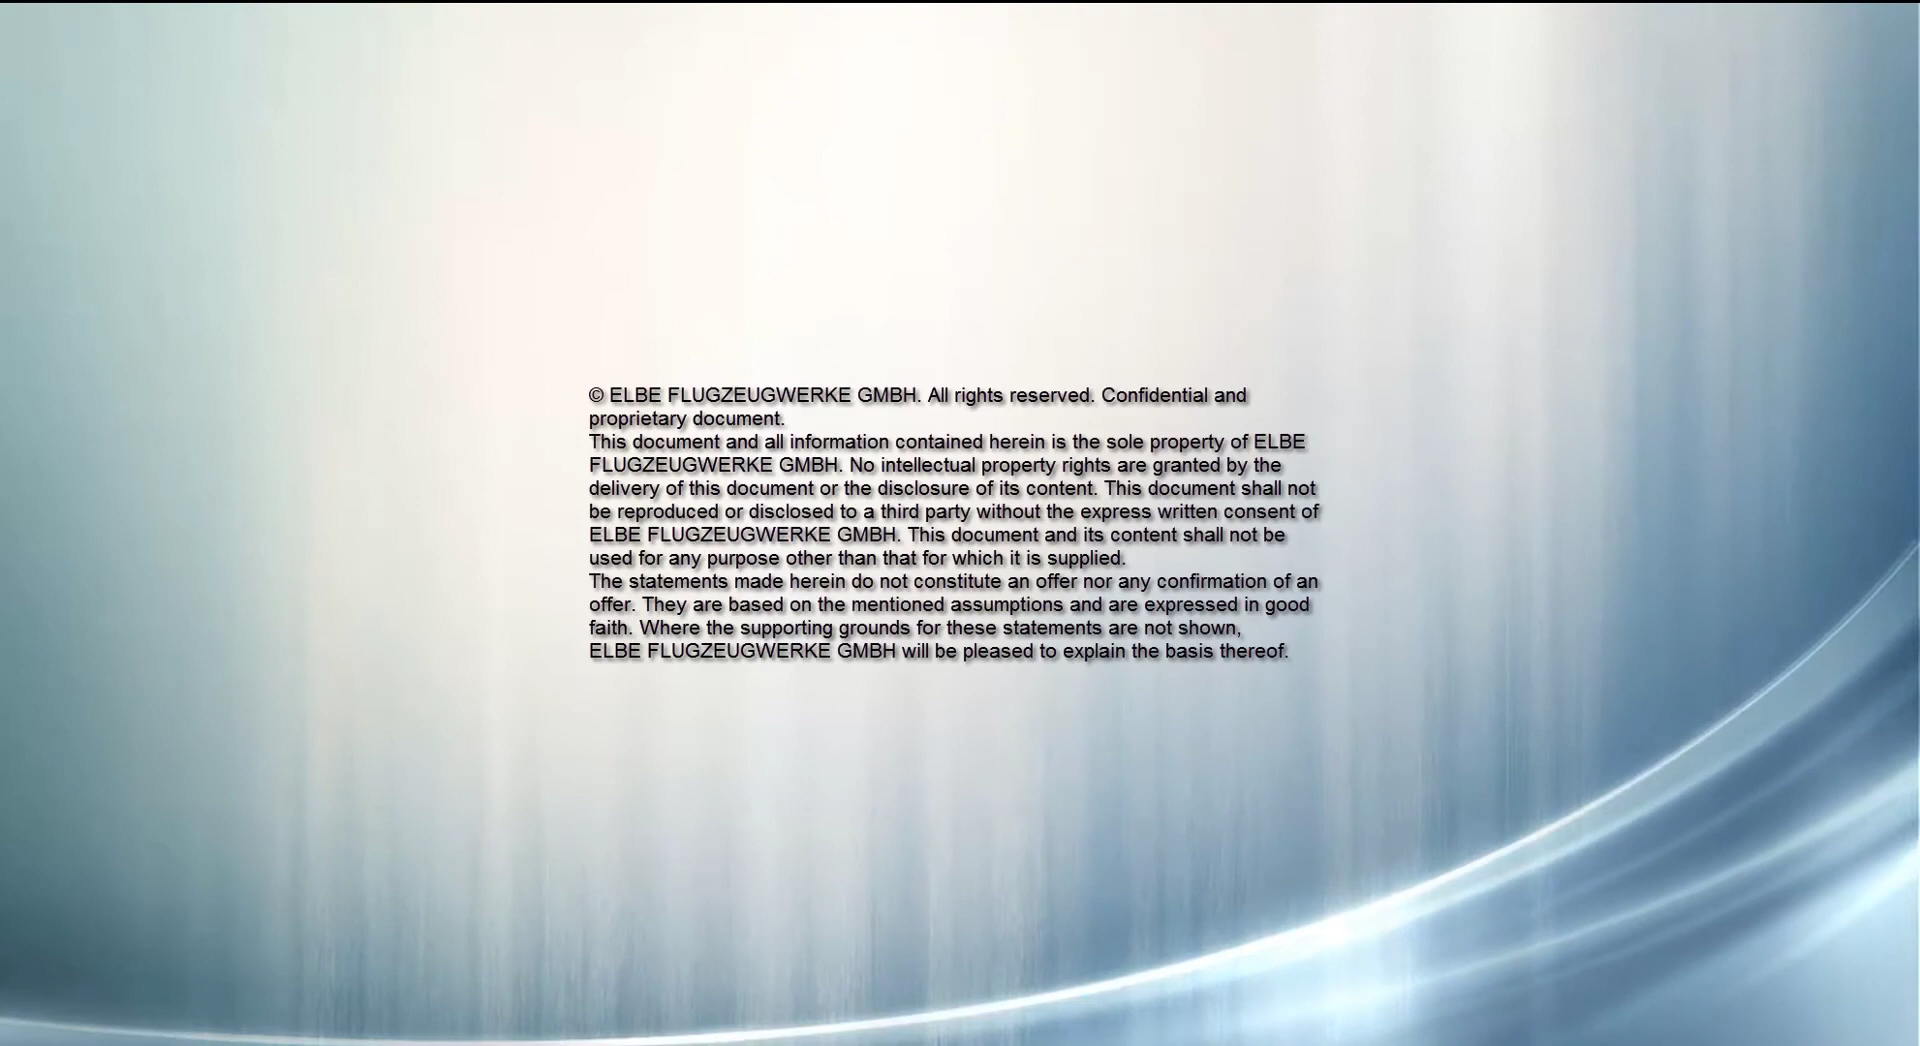 © ELBE FLUGZEUGWERKE GMBH. All rights reserved. Confidential and
proprietary document.
This document and all information contained herein is the sole property of ELBE
FLUGZEUGWERKE GMBH. No intellectual property rights are granted by the
delivery of this document or the disclosure of its content. This document shall not
be reproduced or disclosed to a third party without the express written consent of
ELBE FLUGZEUGWERKE GMBH. This document and its content shall not be
used for any purpose other than that for which it is supplied.
The statements made herein do not constitute an offer nor any confirmation of an
offer. They are based on the mentioned assumptions and are expressed in good
faith. Where the supporting grounds for these statements are not shown,
ELBE FLUGZEUGWERKE GMBH will be pleased to explain the basis thereof.